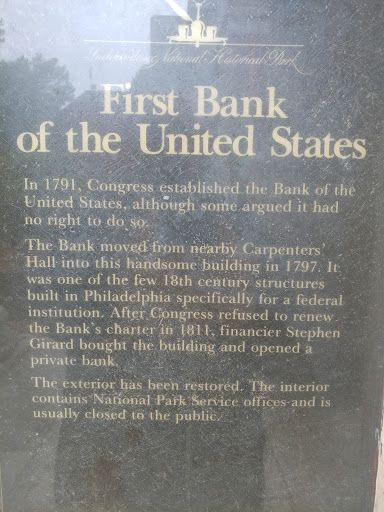 Independence National Historical Park
First Bank
of the United States
In 1791, Congress established the Bank of the
United States, although some argued it had
no right to do so.
The Bank moved from nearby Carpenters'
Hall into this handsome building in 1797. It
was one of the few 18th century structures
built in Philadelphia specifically for a federal
institution. After Congress refused to renew
the Bank's charter in 1811, financier Stephen
Girard bought the building and opened a
private bank.
The exterior has been restored. The interior
contains National Park Service offices and is
usually closed to the public.